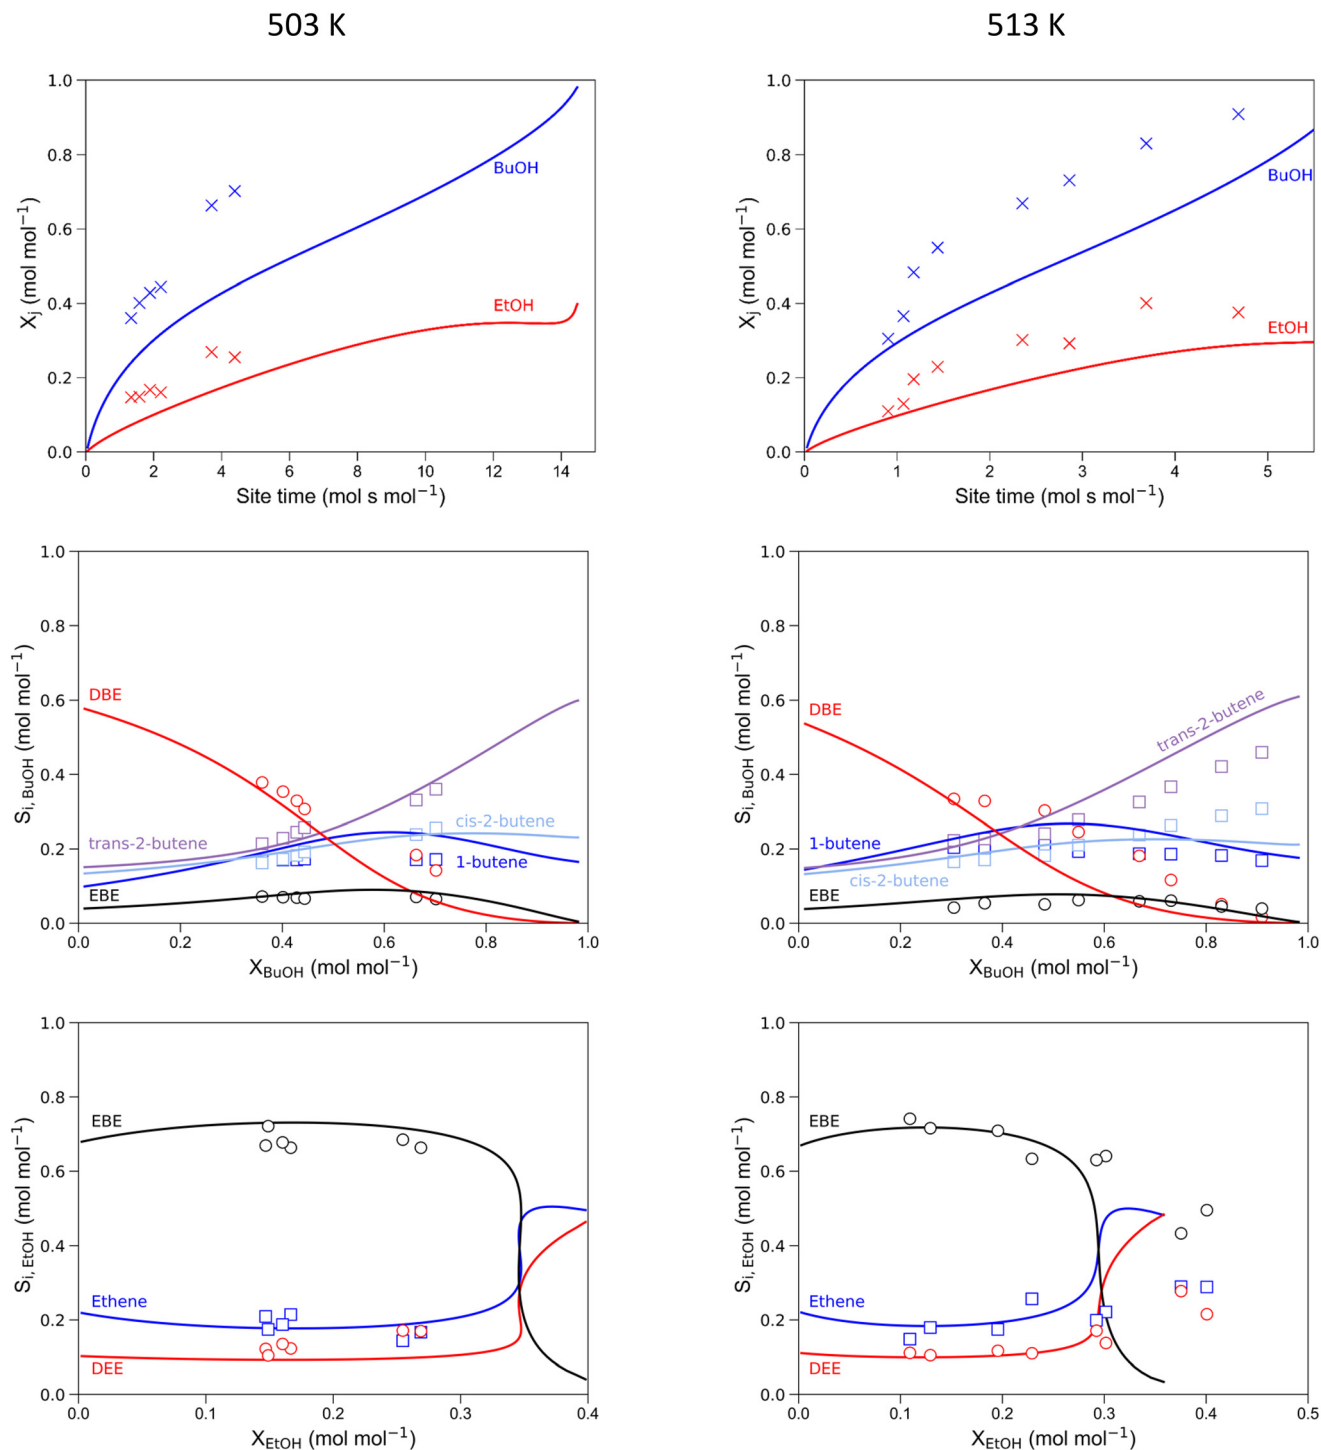 503 K
513 K
1.0
0.8
0.6
0.4
0.2
0.0
X_j (mol mol⁻¹)
BuOH
EtOH
0 2 4 6 8 10 12 14
Site time (mol s mol⁻¹)
1.0
0.8
0.6
0.4
0.2
0.0
X_j (mol mol⁻¹)
BuOH
EtOH
0 1 2 3 4 5
Site time (mol s mol⁻¹)
1.0
0.8
0.6
0.4
0.2
0.0
S_i, BuOH (mol mol⁻¹)
DBE
trans-2-butene
cis-2-butene
1-butene
EBE
0.0 0.2 0.4 0.6 0.8 1.0
X_BuOH (mol mol⁻¹)
1.0
0.8
0.6
0.4
0.2
0.0
S_i, BuOH (mol mol⁻¹)
DBE
trans-2-butene
1-butene
cis-2-butene
EBE
0.0 0.2 0.4 0.6 0.8 1.0
X_BuOH (mol mol⁻¹)
1.0
0.8
0.6
0.4
0.2
0.0
S_i, EtOH (mol mol⁻¹)
EBE
Ethene
DEE
0.0 0.1 0.2 0.3 0.4
X_EtOH (mol mol⁻¹)
1.0
0.8
0.6
0.4
0.2
0.0
S_i, EtOH (mol mol⁻¹)
EBE
Ethene
DEE
0.0 0.1 0.2 0.3 0.4 0.5
X_EtOH (mol mol⁻¹)